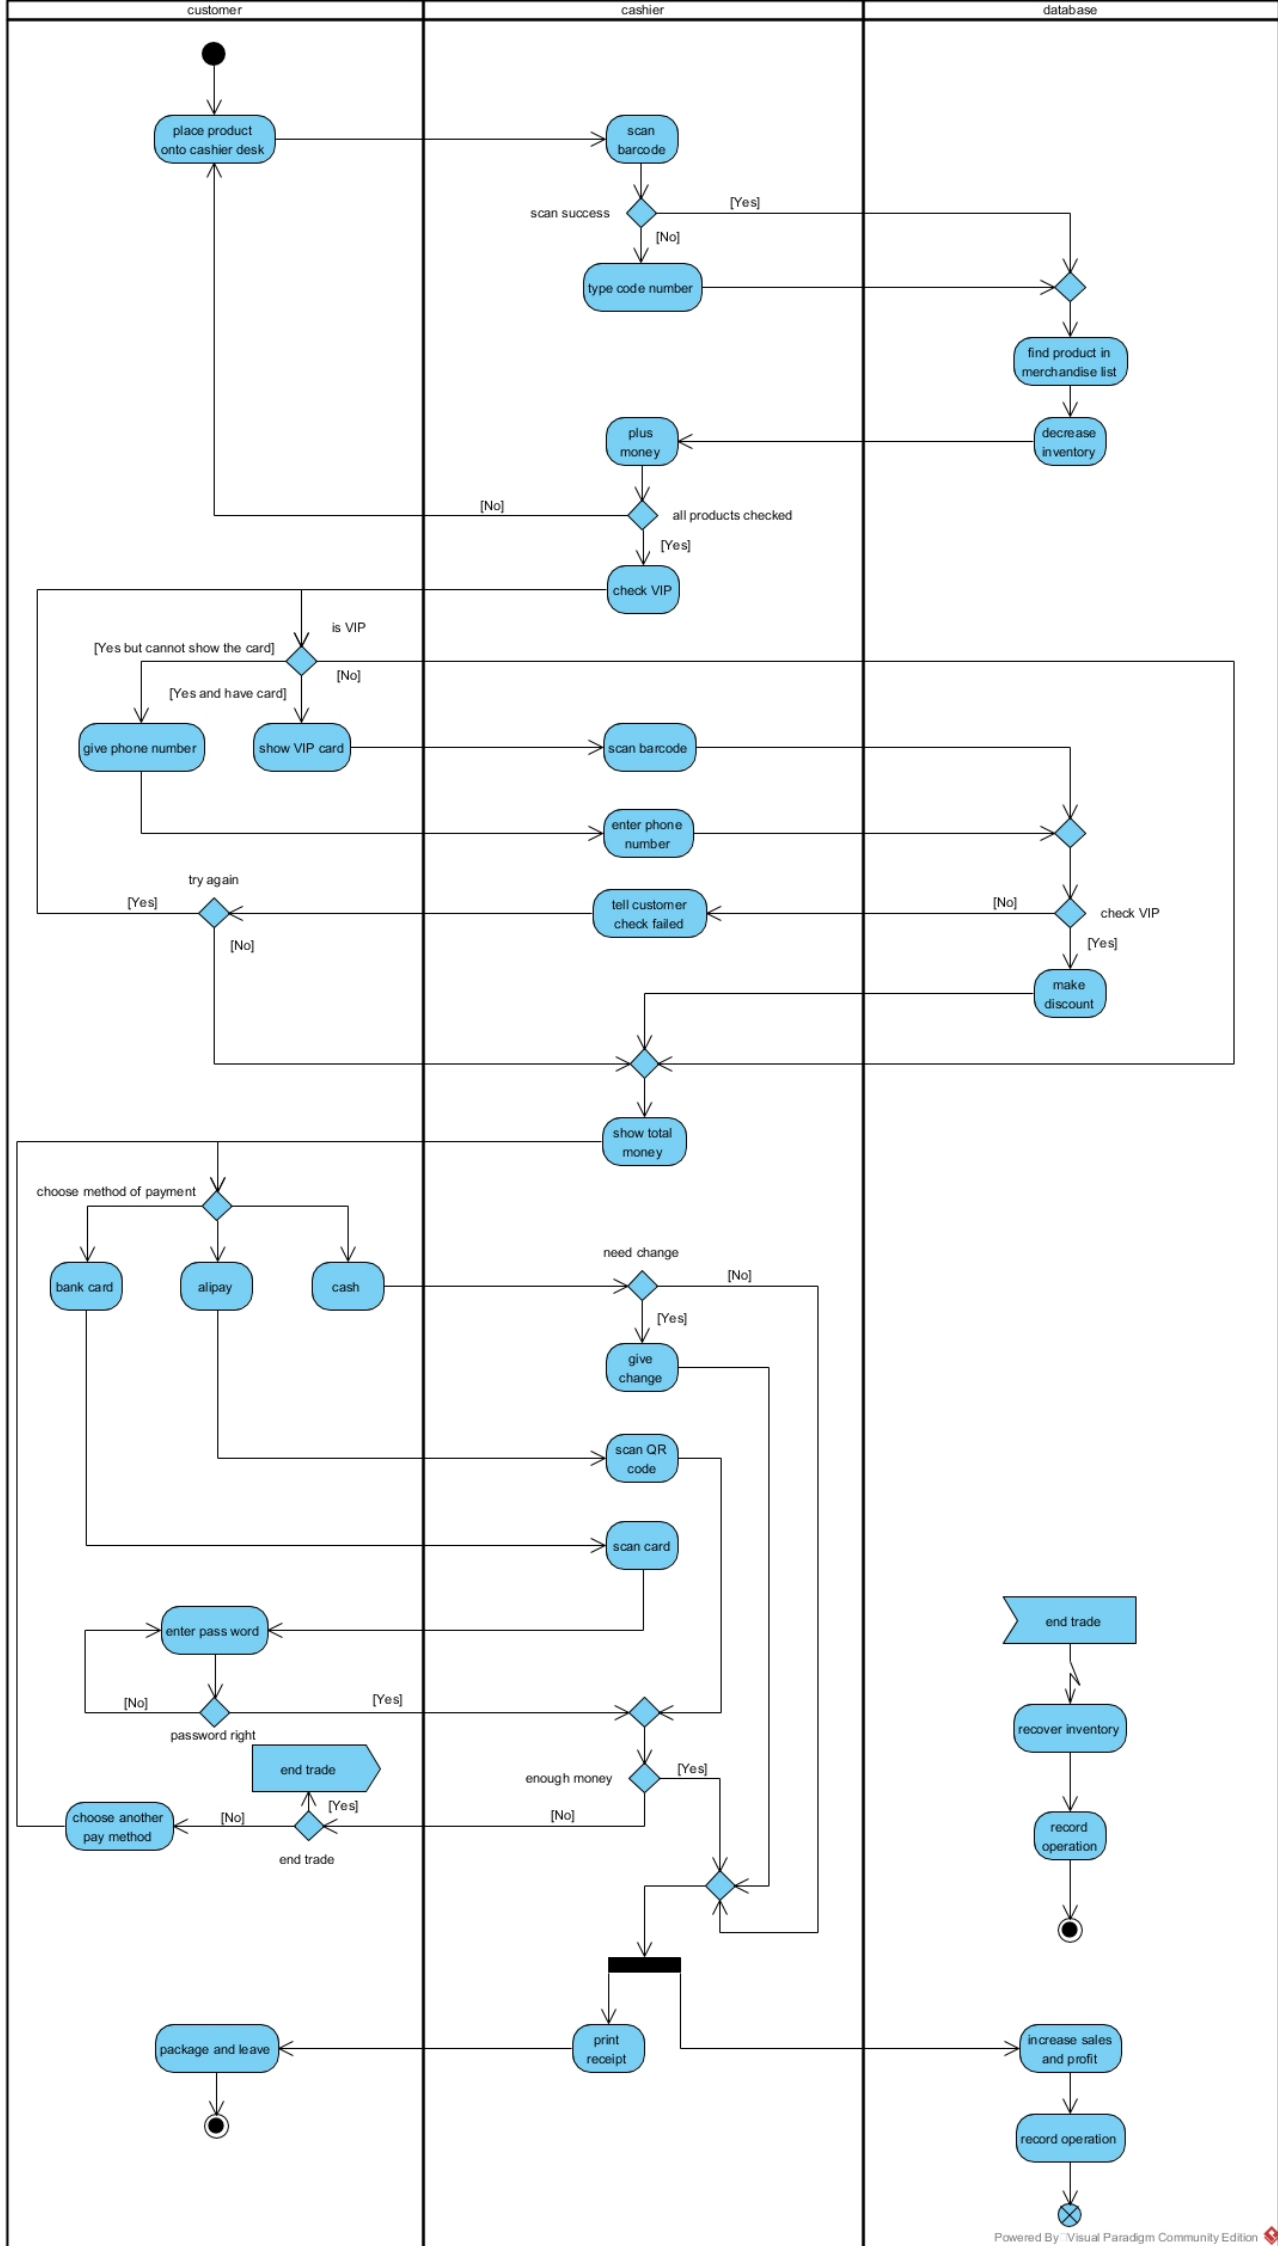 customer
cashier
database
place product
onto cashier desk
scan
barcode
scan success
[Yes]
[No]
type code number
find product in
merchandise list
plus
money
decrease
inventory
[No]
all products checked
[Yes]
check VIP
is VIP
[Yes but cannot show the card]
[No]
[Yes and have card]
give phone number
show VIP card
scan barcode
enter phone
number
try again
[Yes]
tell customer
check failed
[No]
check VIP
[No]
[Yes]
make
discount
show total
money
choose method of payment
need change
bank card
alipay
cash
[No]
[Yes]
give
change
scan QR
code
scan card
end trade
enter pass word
[No]
[Yes]
password right
recover inventory
end trade
enough money
[Yes]
[Yes]
choose another
pay method
[No]
[No]
end trade
record
operation
package and leave
print
receipt
increase sales
and profit
record operation
Powered By Visual Paradigm Community Edition